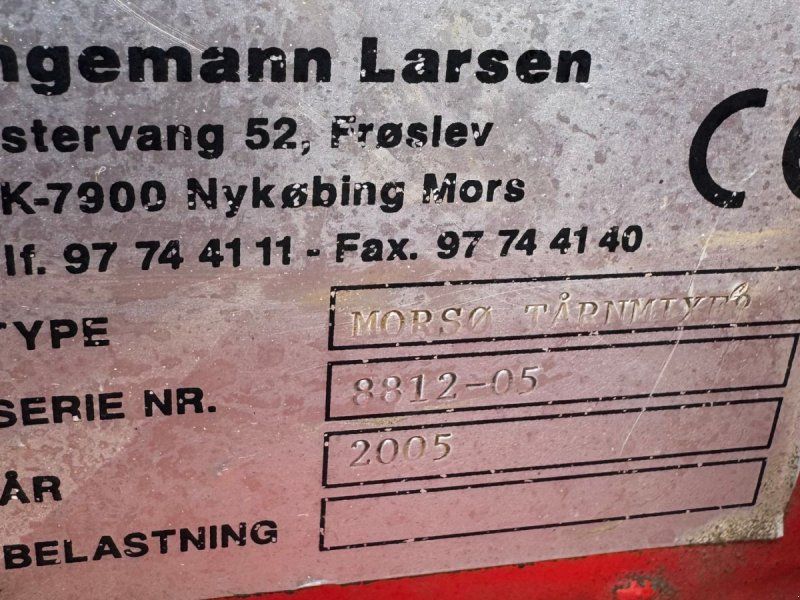 ngemann Larsen
stervang 52, Frøslev
K-7900 Nykøbing Mors
lf. 97 74 41 11 - Fax. 97 74 41 40
C
TYPE MORSØ TÅRNMIXER
SERIE NR. 8812-05
ÅR 2005
BELASTNING